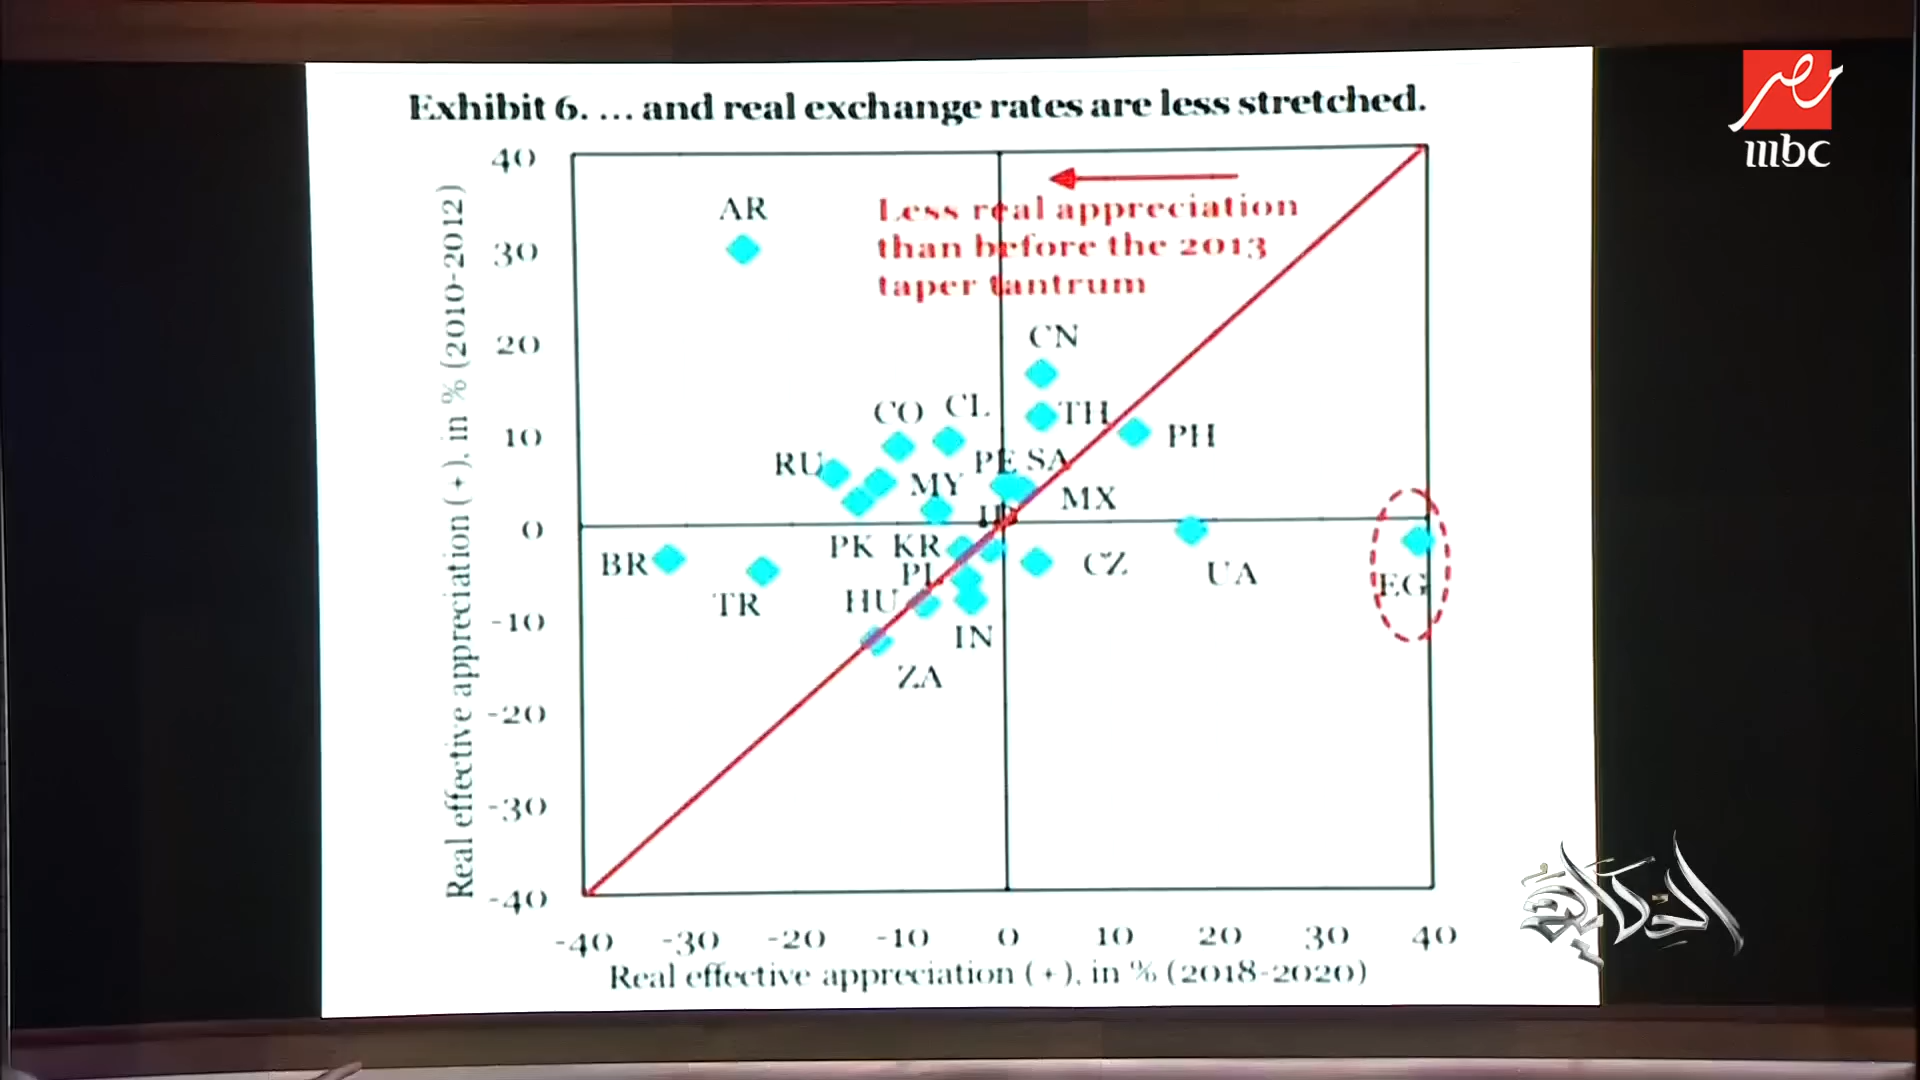 Exhibit 6. ... and real exchange rates are less stretched.
مصر
mbc
40
30
20
10
0
-10
-20
-30
-40
Real effective appreciation (+), in % (2010-2012)
Less real appreciation
than before the 2013
taper tantrum
AR
CN
CO
CL
TH
PH
RU
PE
SA
MY
MX
PK
KR
CZ
BR
PL
UA
EG
TR
HU
IN
ZA
-40
-30
-20
-10
0
10
20
30
40
Real effective appreciation (+), in % (2018-2020)
الحكاية